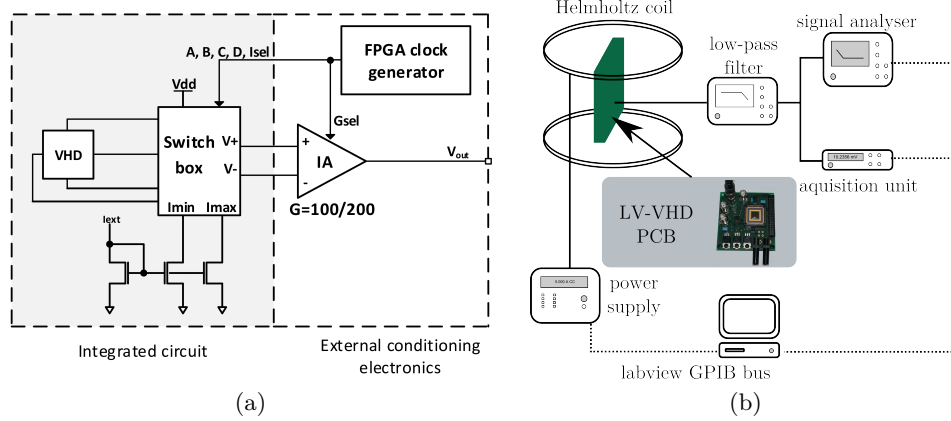 A, B, C, D, Isel
FPGA clock
generator
Vdd
Gsel
VHD
Switch
box
V+
V-
+
IA
-
Vout
G=100/200
Imin Imax
Iext
Integrated circuit
External conditioning
electronics
(a)
Helmholtz coil
signal analyser
low-pass
filter
aquisition unit
LV-VHD
PCB
power
supply
labview GPIB bus
(b)